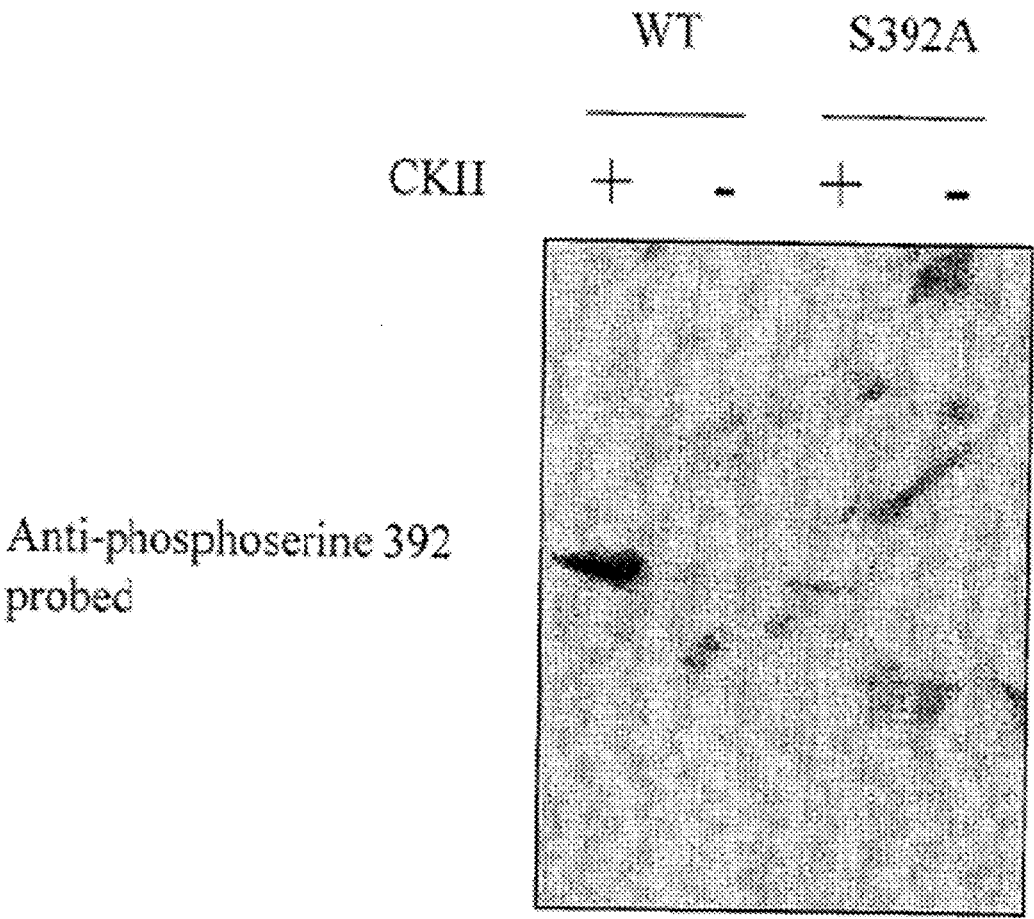 WT S392A
CKII + - + -
Anti-phosphoserine 392
probed